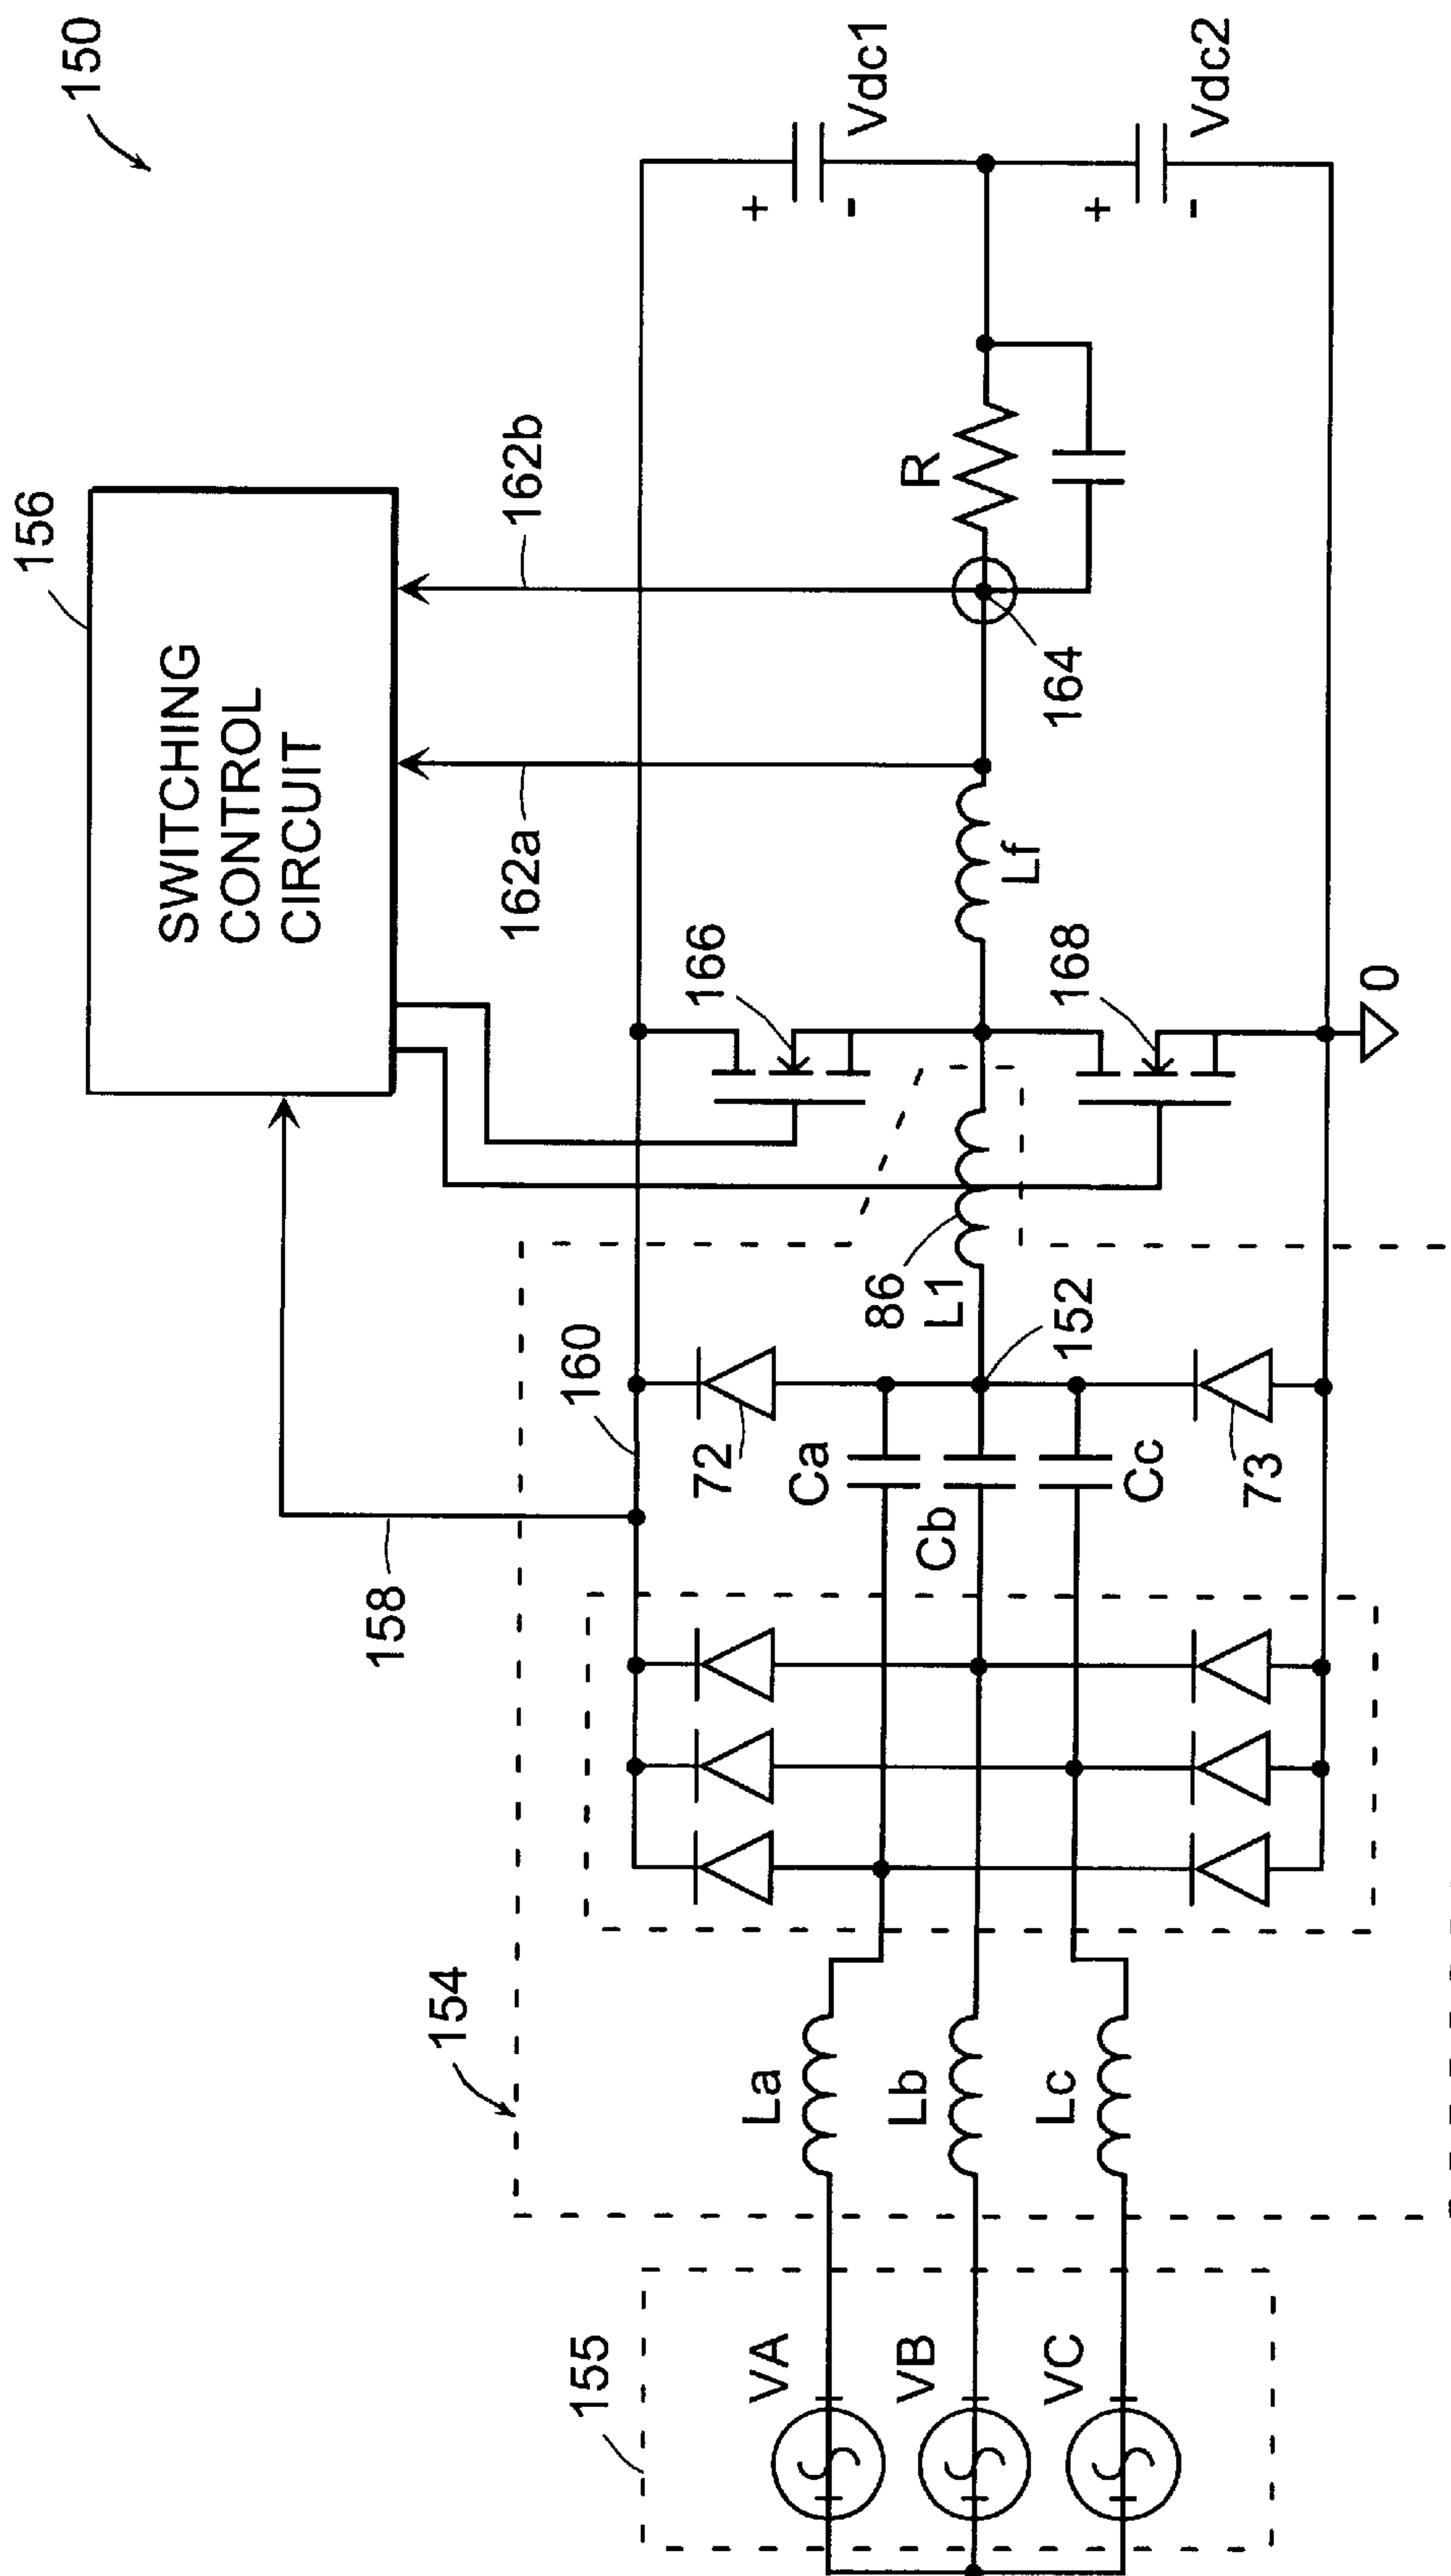 150
156
SWITCHING
CONTROL
CIRCUIT
162b
162a
158
160
154
155
166
168
164
R
Lf
86
L1
152
72
73
Ca
Cb
Cc
La
Lb
Lc
VA
VB
VC
+
-
Vdc1
+
-
Vdc2
0